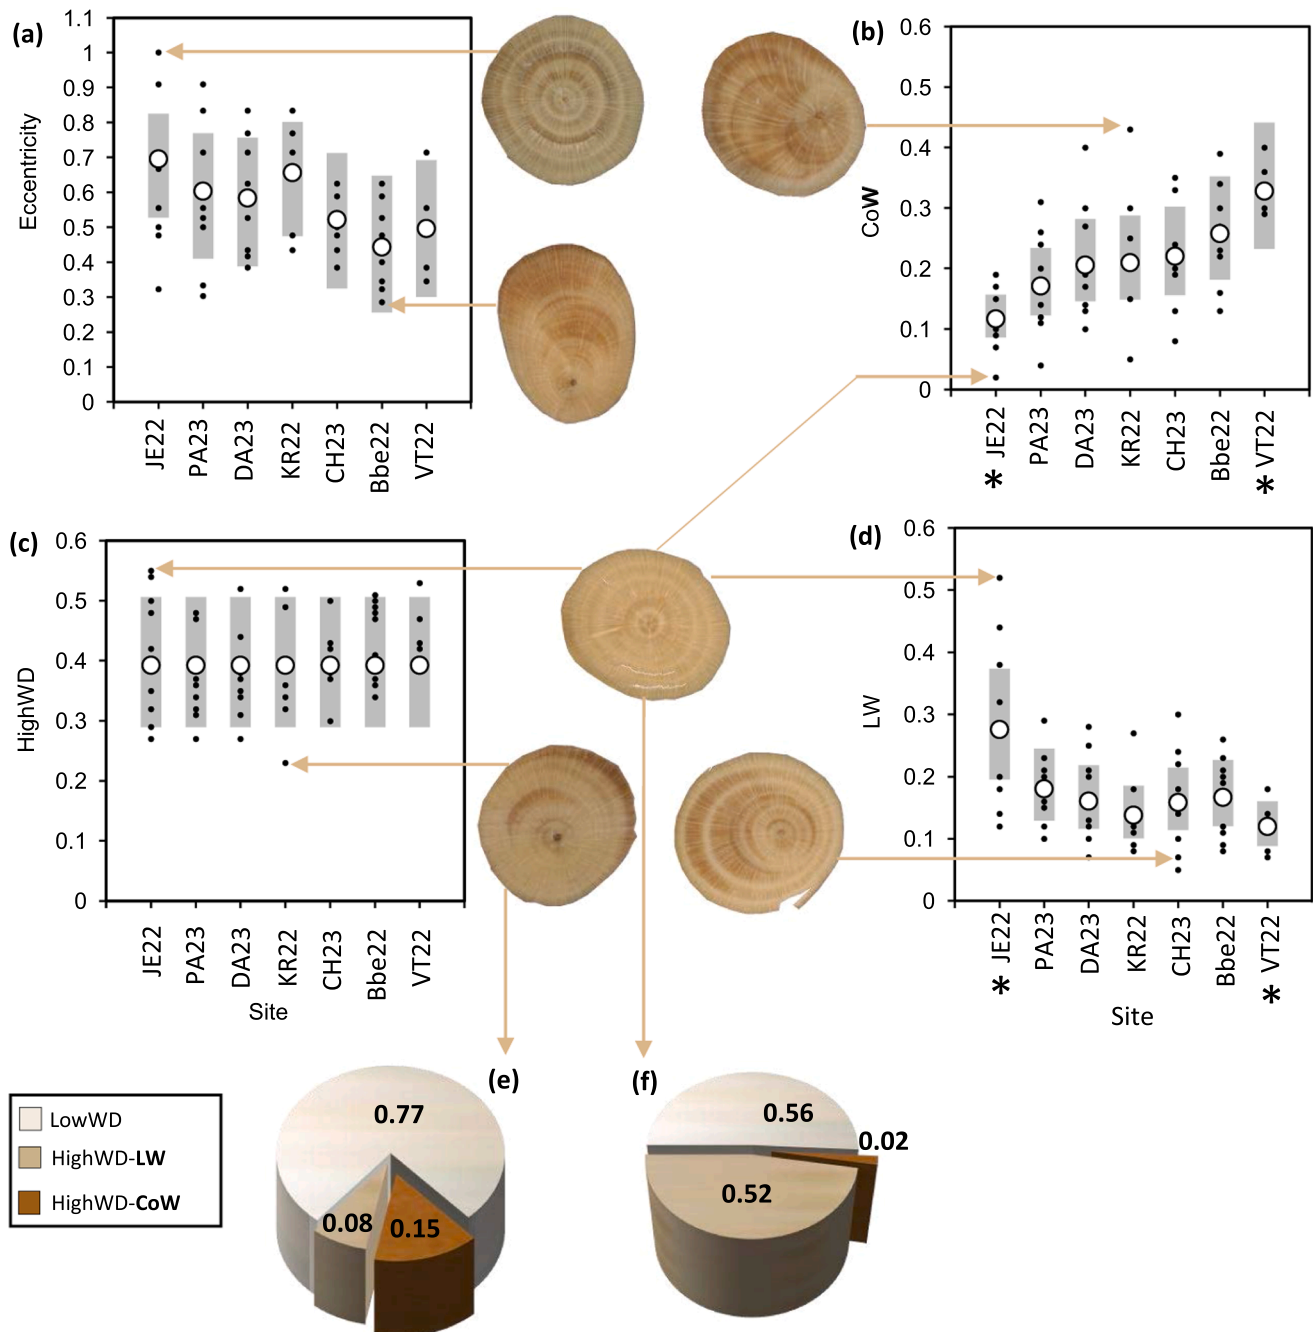 (a)
1.1
1
0.9
0.8
0.7
0.6
0.5
0.4
0.3
0.2
0.1
0
Eccentricity
JE22
PA23
DA23
KR22
CH23
Bbe22
VT22
(b)
0.6
0.5
0.4
0.3
0.2
0.1
0
CoW
* JE22
PA23
DA23
KR22
CH23
Bbe22
* VT22
(c)
0.6
0.5
0.4
0.3
0.2
0.1
0
HighWD
JE22
PA23
DA23
KR22
CH23
Bbe22
VT22
Site
(d)
0.6
0.5
0.4
0.3
0.2
0.1
0
LW
* JE22
PA23
DA23
KR22
CH23
Bbe22
* VT22
Site
LowWD
HighWD-LW
HighWD-CoW
(e)
0.77
0.08
0.15
(f)
0.56
0.02
0.52